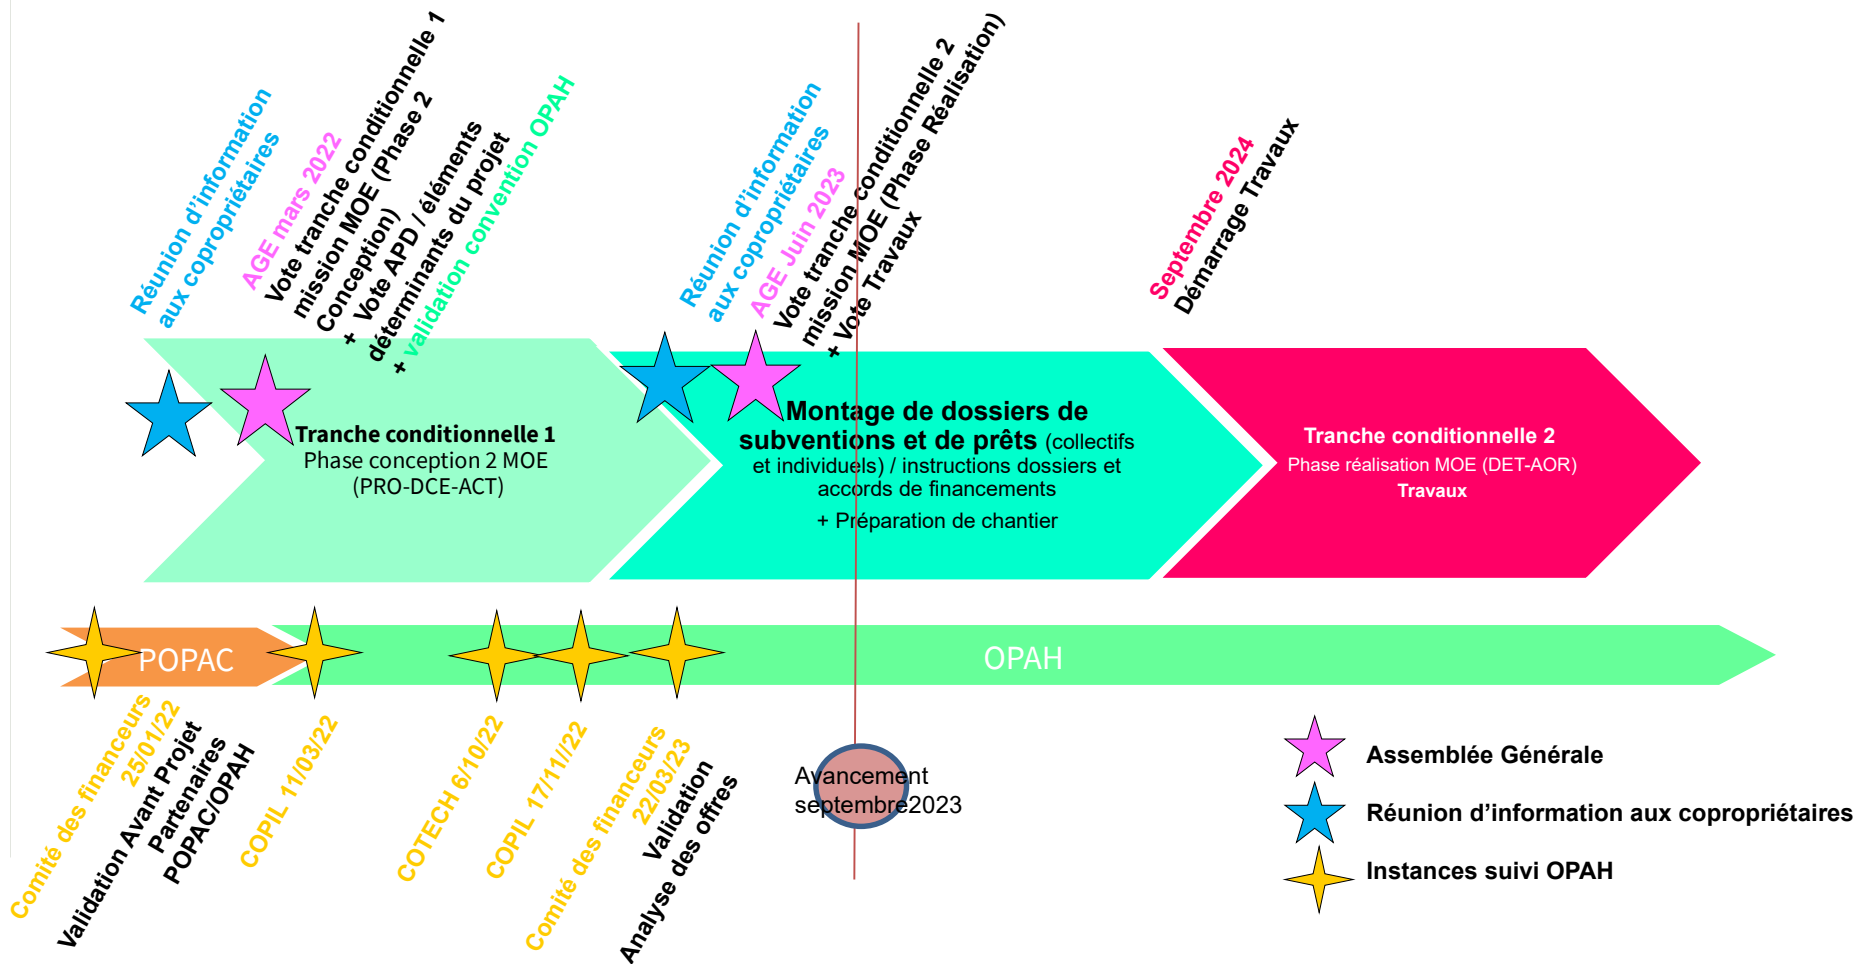 Réunion d’information
aux copropriétaires
AGE mars 2022
Vote tranche conditionnelle 1
mission MOE (Phase 2
Conception)
+ Vote APD / éléments
déterminants du projet
+ validation convention OPAH
Réunion d’information
aux copropriétaires
AGE Juin 2023
Vote tranche conditionnelle 2
mission MOE (Phase Réalisation)
+ Vote Travaux
Septembre 2024
Démarrage Travaux
Tranche conditionnelle 1
Phase conception 2 MOE
(PRO-DCE-ACT)
Montage de dossiers de
subventions et de prêts (collectifs
et individuels) / instructions dossiers et
accords de financements
+ Préparation de chantier
Tranche conditionnelle 2
Phase réalisation MOE (DET-AOR)
Travaux
POPAC
OPAH
Comité des financeurs
25/01/22
Validation Avant Projet
Partenaires
POPAC/OPAH
COPIL 11/03/22
COTECH 6/10/22
COPIL 17/11//22
Comité des financeurs
22/03/23
Validation
Analyse des offres
Avancement
septembre2023
Assemblée Générale
Réunion d’information aux copropriétaires
Instances suivi OPAH